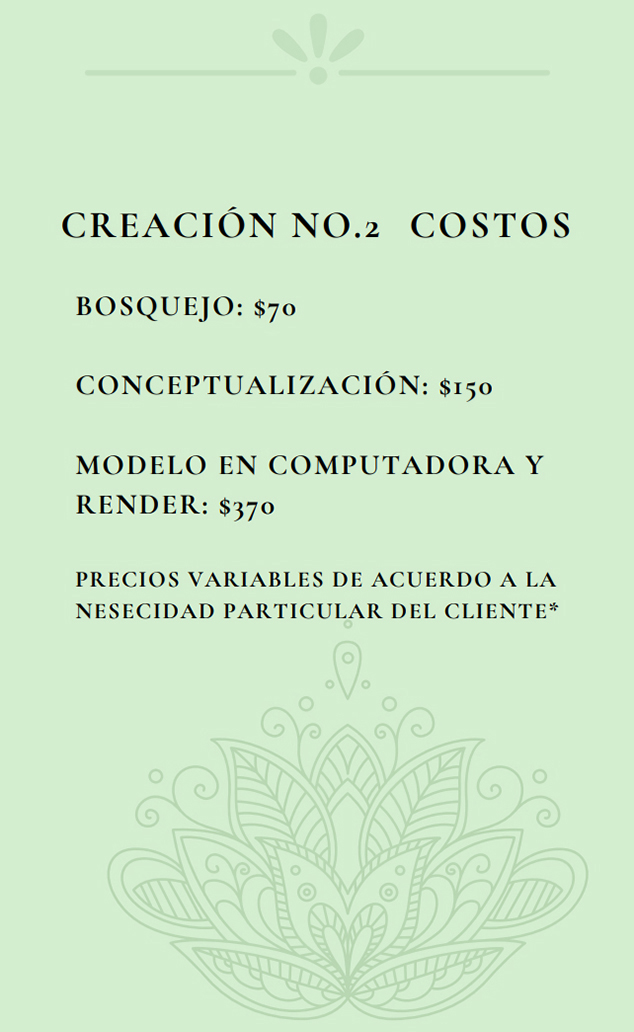 CREACIÓN NO.2 COSTOS
BOSQUEJO: $70
CONCEPTUALIZACIÓN: $150
MODELO EN COMPUTADORA Y
RENDER: $370
PRECIOS VARIABLES DE ACUERDO A LA
NESECIDAD PARTICULAR DEL CLIENTE*